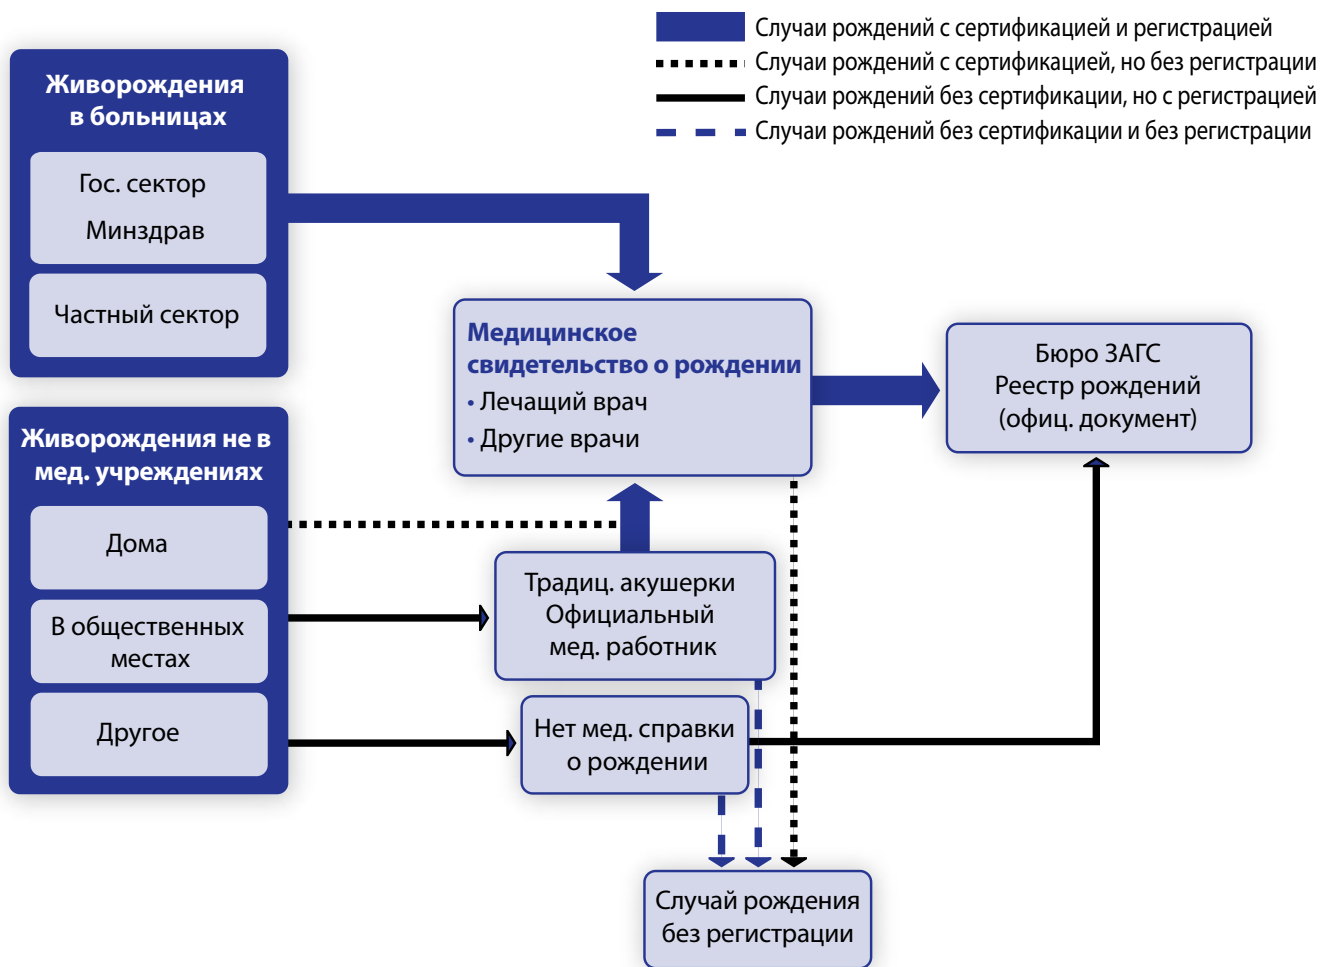 Случаи рождений с сертификацией и регистрацией
Случаи рождений с сертификацией, но без регистрации
Случаи рождений без сертификации, но с регистрацией
Случаи рождений без сертификации и без регистрации
Живорождения
в больницах
Гос. сектор
Минздрав
Частный сектор
Медицинское
свидетельство о рождении
• Лечащий врач
• Другие врачи
Бюро ЗАГС
Реестр рождений
(офиц. документ)
Живорождения не в
мед. учреждениях
Дома
В общественных
местах
Другое
Традиц. акушерки
Официальный
мед. работник
Нет мед. справки
о рождении
Случай рождения
без регистрации